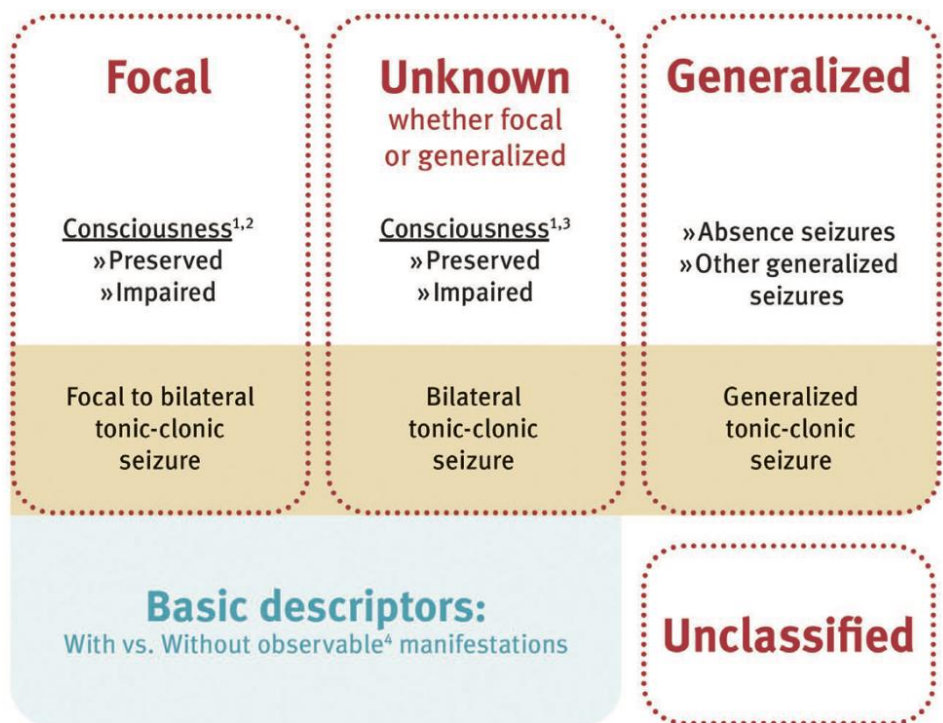 Focal
Consciousness1,2
»Preserved
»Impaired
Focal to bilateral
tonic-clonic
seizure
Unknown
whether focal
or generalized
Consciousness1,3
»Preserved
»Impaired
Bilateral
tonic-clonic
seizure
Generalized
»Absence seizures
»Other generalized
seizures
Generalized
tonic-clonic
seizure
Basic descriptors:
With vs. Without observable4 manifestations
Unclassified